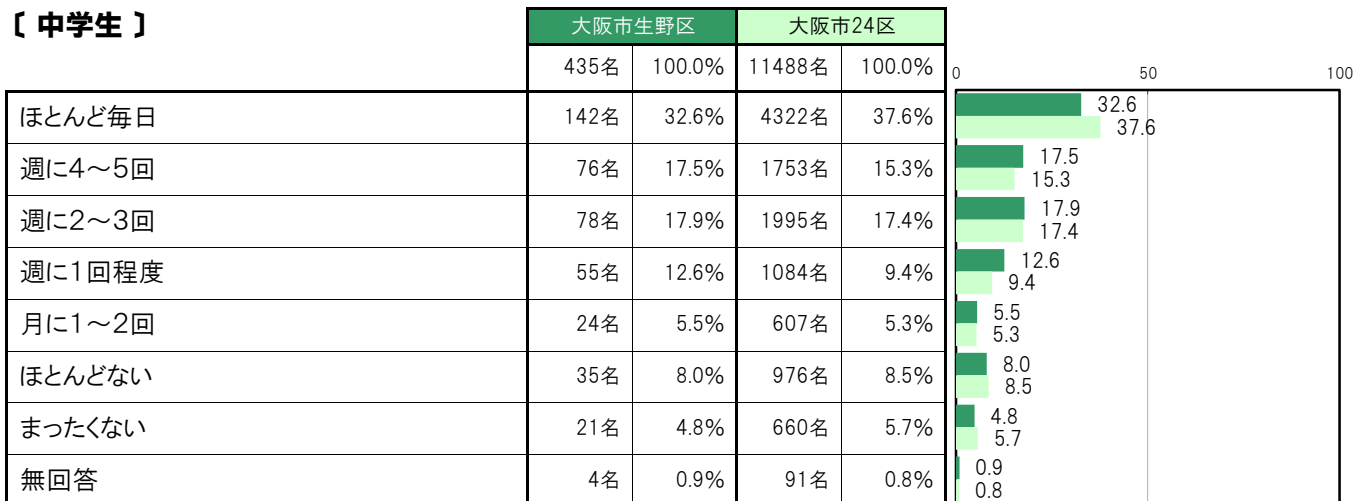 〔 中学生 〕
大阪市生野区 大阪市24区
435名 100.0% 11488名 100.0%
0 50 100
ほとんど毎日 142名 32.6% 4322名 37.6%
32.6
37.6
週に4～5回 76名 17.5% 1753名 15.3%
17.5
15.3
週に2～3回 78名 17.9% 1995名 17.4%
17.9
17.4
週に1回程度 55名 12.6% 1084名 9.4%
12.6
9.4
月に1～2回 24名 5.5% 607名 5.3%
5.5
5.3
ほとんどない 35名 8.0% 976名 8.5%
8.0
8.5
まったくない 21名 4.8% 660名 5.7%
4.8
5.7
無回答 4名 0.9% 91名 0.8%
0.9
0.8